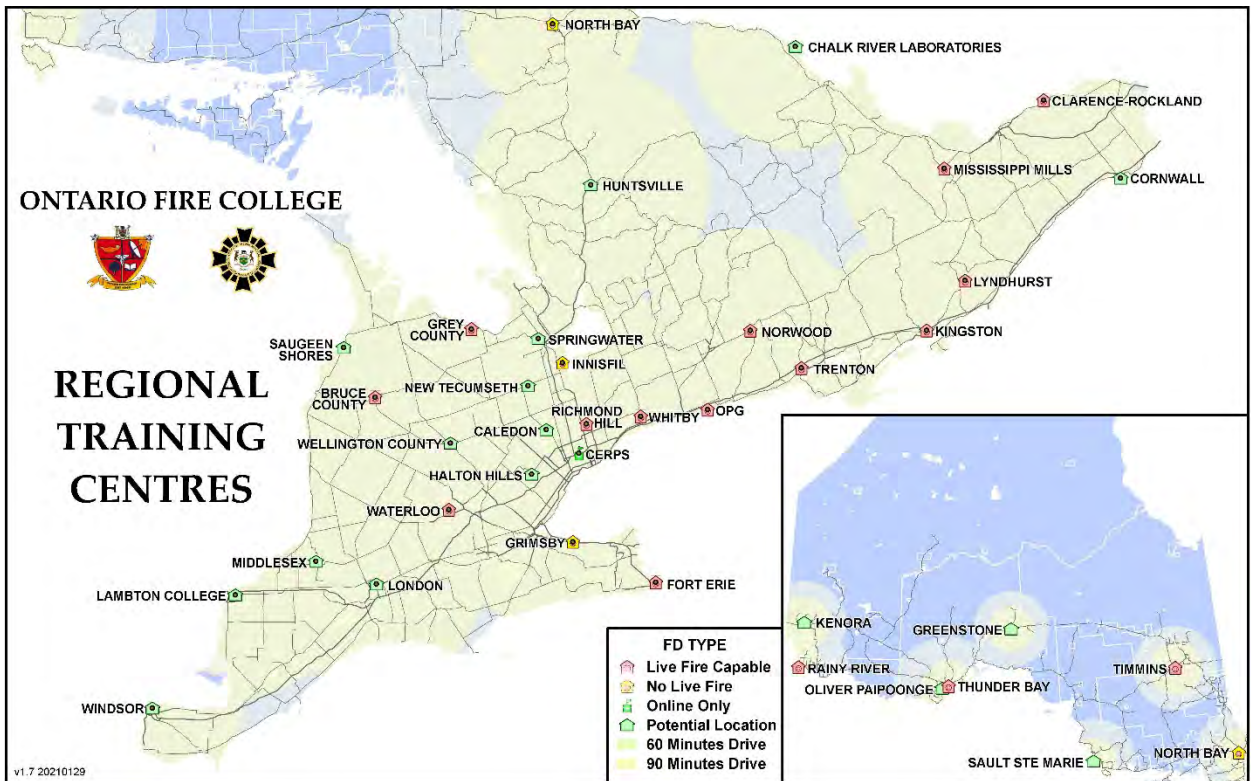 NORTH BAY
CHALK RIVER LABORATORIES
CLARENCE-ROCKLAND
MISSISSIPPI MILLS
CORNWALL
HUNTSVILLE
ONTARIO FIRE COLLEGE
LYNDHURST
GREY
COUNTY
NORWOOD
KINGSTON
SAUGEEN
SHORES
SPRINGWATER
INNISFIL
TRENTON
REGIONAL
TRAINING
CENTRES
NEW TECUMSETH
BRUCE
COUNTY
RICHMOND
HILL
WHITBY
OPG
CALEDON
WELLINGTON COUNTY
CERPS
HALTON HILLS
WATERLOO
GRIMSBY
MIDDLESEX
FORT ERIE
LAMBTON COLLEGE
LONDON
WINDSOR
FD TYPE
Live Fire Capable
No Live Fire
Online Only
Potential Location
60 Minutes Drive
90 Minutes Drive
KENORA
GREENSTONE
RAINY RIVER
TIMMINS
OLIVER PAIPOONGE
THUNDER BAY
NORTH BAY
SAULT STE MARIE
v1.7 20210129